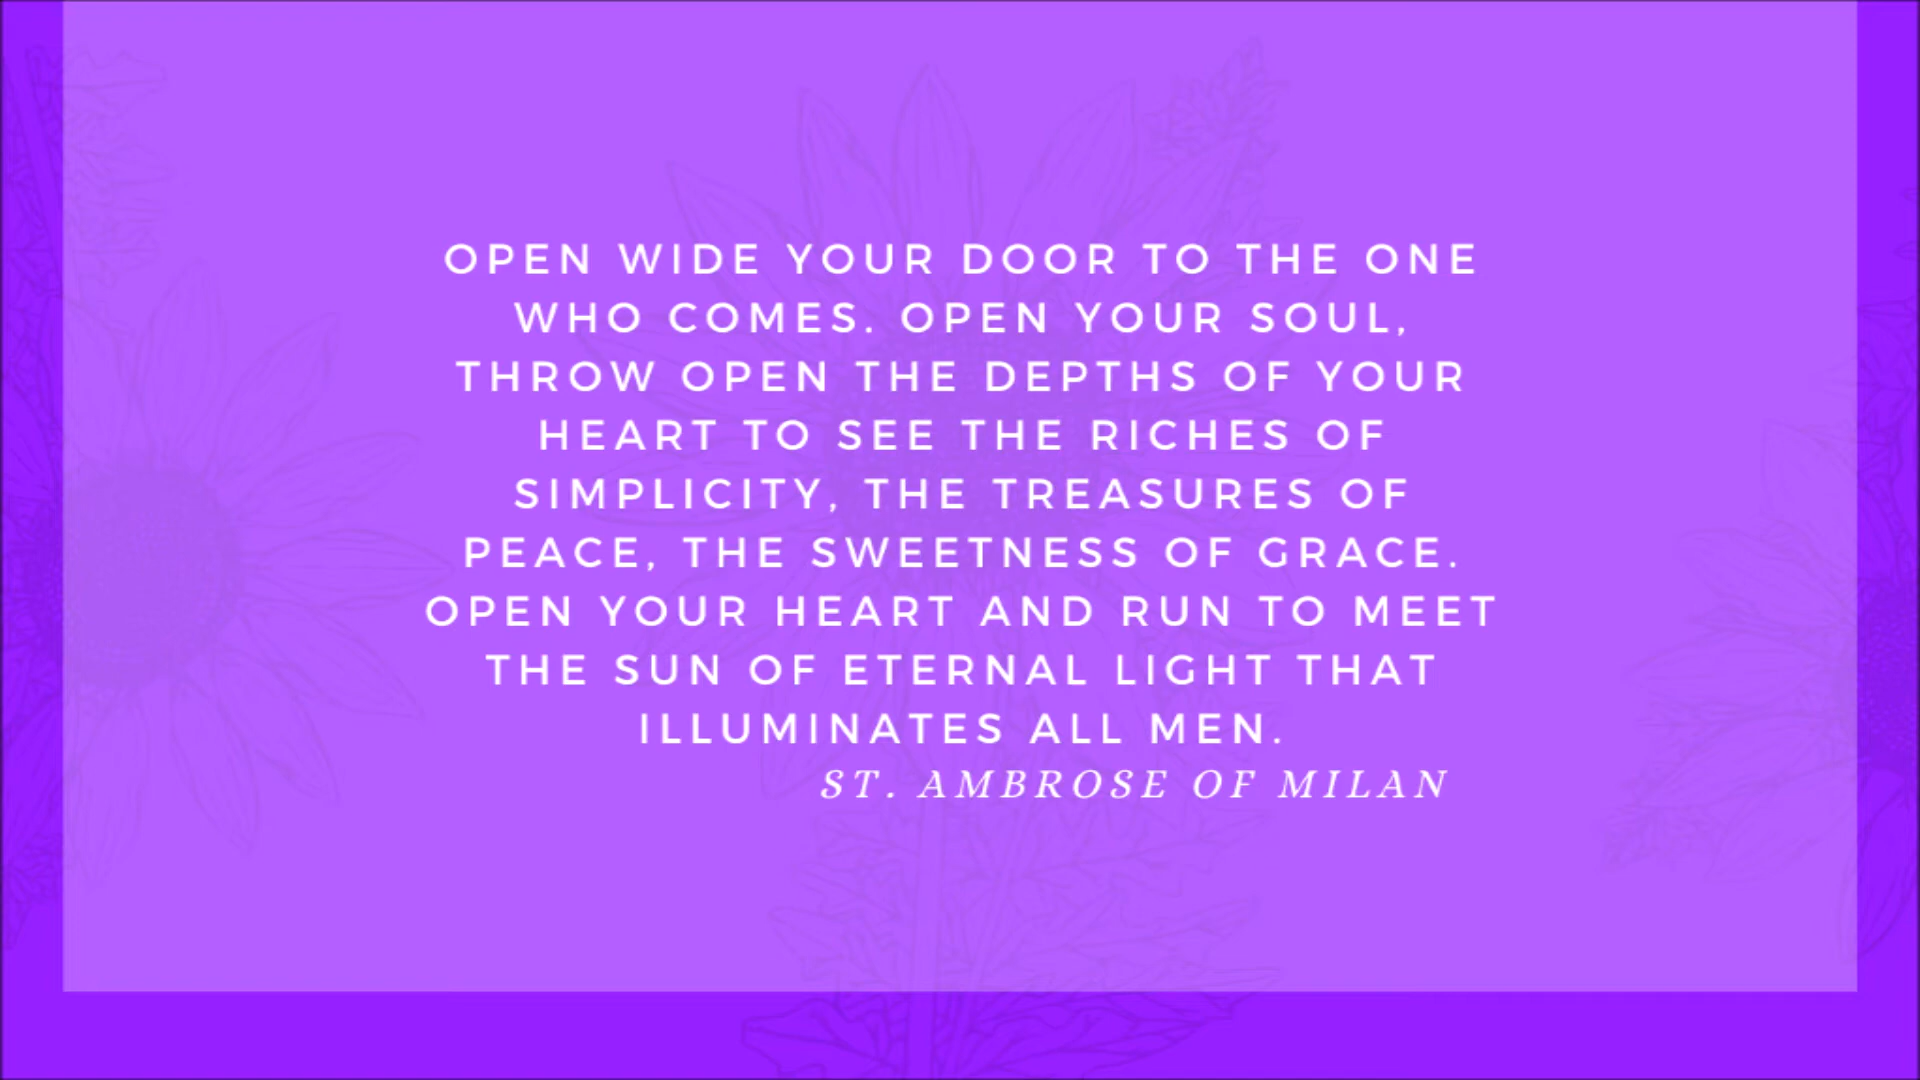 OPEN WIDE YOUR DOOR TO THE ONE
WHO COMES. OPEN YOUR SOUL,
THROW OPEN THE DEPTHS OF YOUR
HEART TO SEE THE RICHES OF
SIMPLICITY, THE TREASURES OF
PEACE, THE SWEETNESS OF GRACE.
OPEN YOUR HEART AND RUN TO MEET
THE SUN OF ETERNAL LIGHT THAT
ILLUMINATES ALL MEN.
ST. AMBROSE OF MILAN